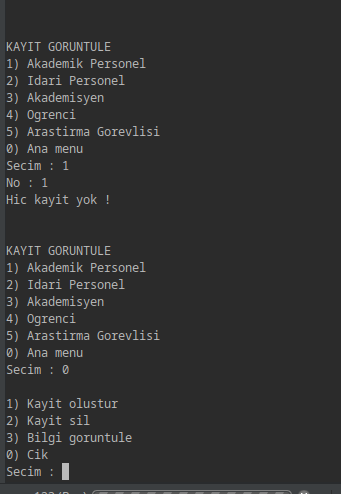 KAYIT GORUNTULE
1) Akademik Personel
2) Idari Personel
3) Akademisyen
4) Ogrenci
5) Arastirma Gorevlisi
0) Ana menu
Secim : 1
No : 1
Hic kayit yok !
KAYIT GORUNTULE
1) Akademik Personel
2) Idari Personel
3) Akademisyen
4) Ogrenci
5) Arastirma Gorevlisi
0) Ana menu
Secim : 0
1) Kayit olustur
2) Kayit sil
3) Bilgi goruntule
0) Cik
Secim :